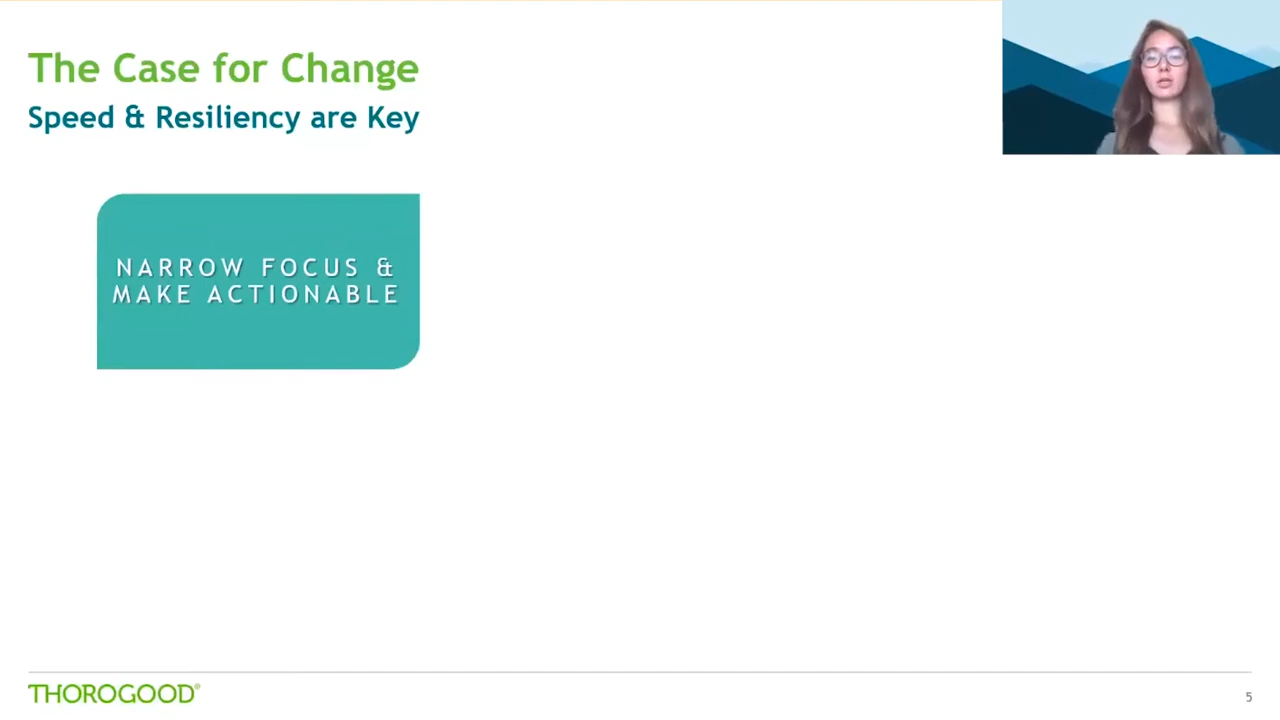 The Case for Change
Speed & Resiliency are Key
NARROW FOCUS &
MAKE ACTIONABLE
THOROGOOD®
5